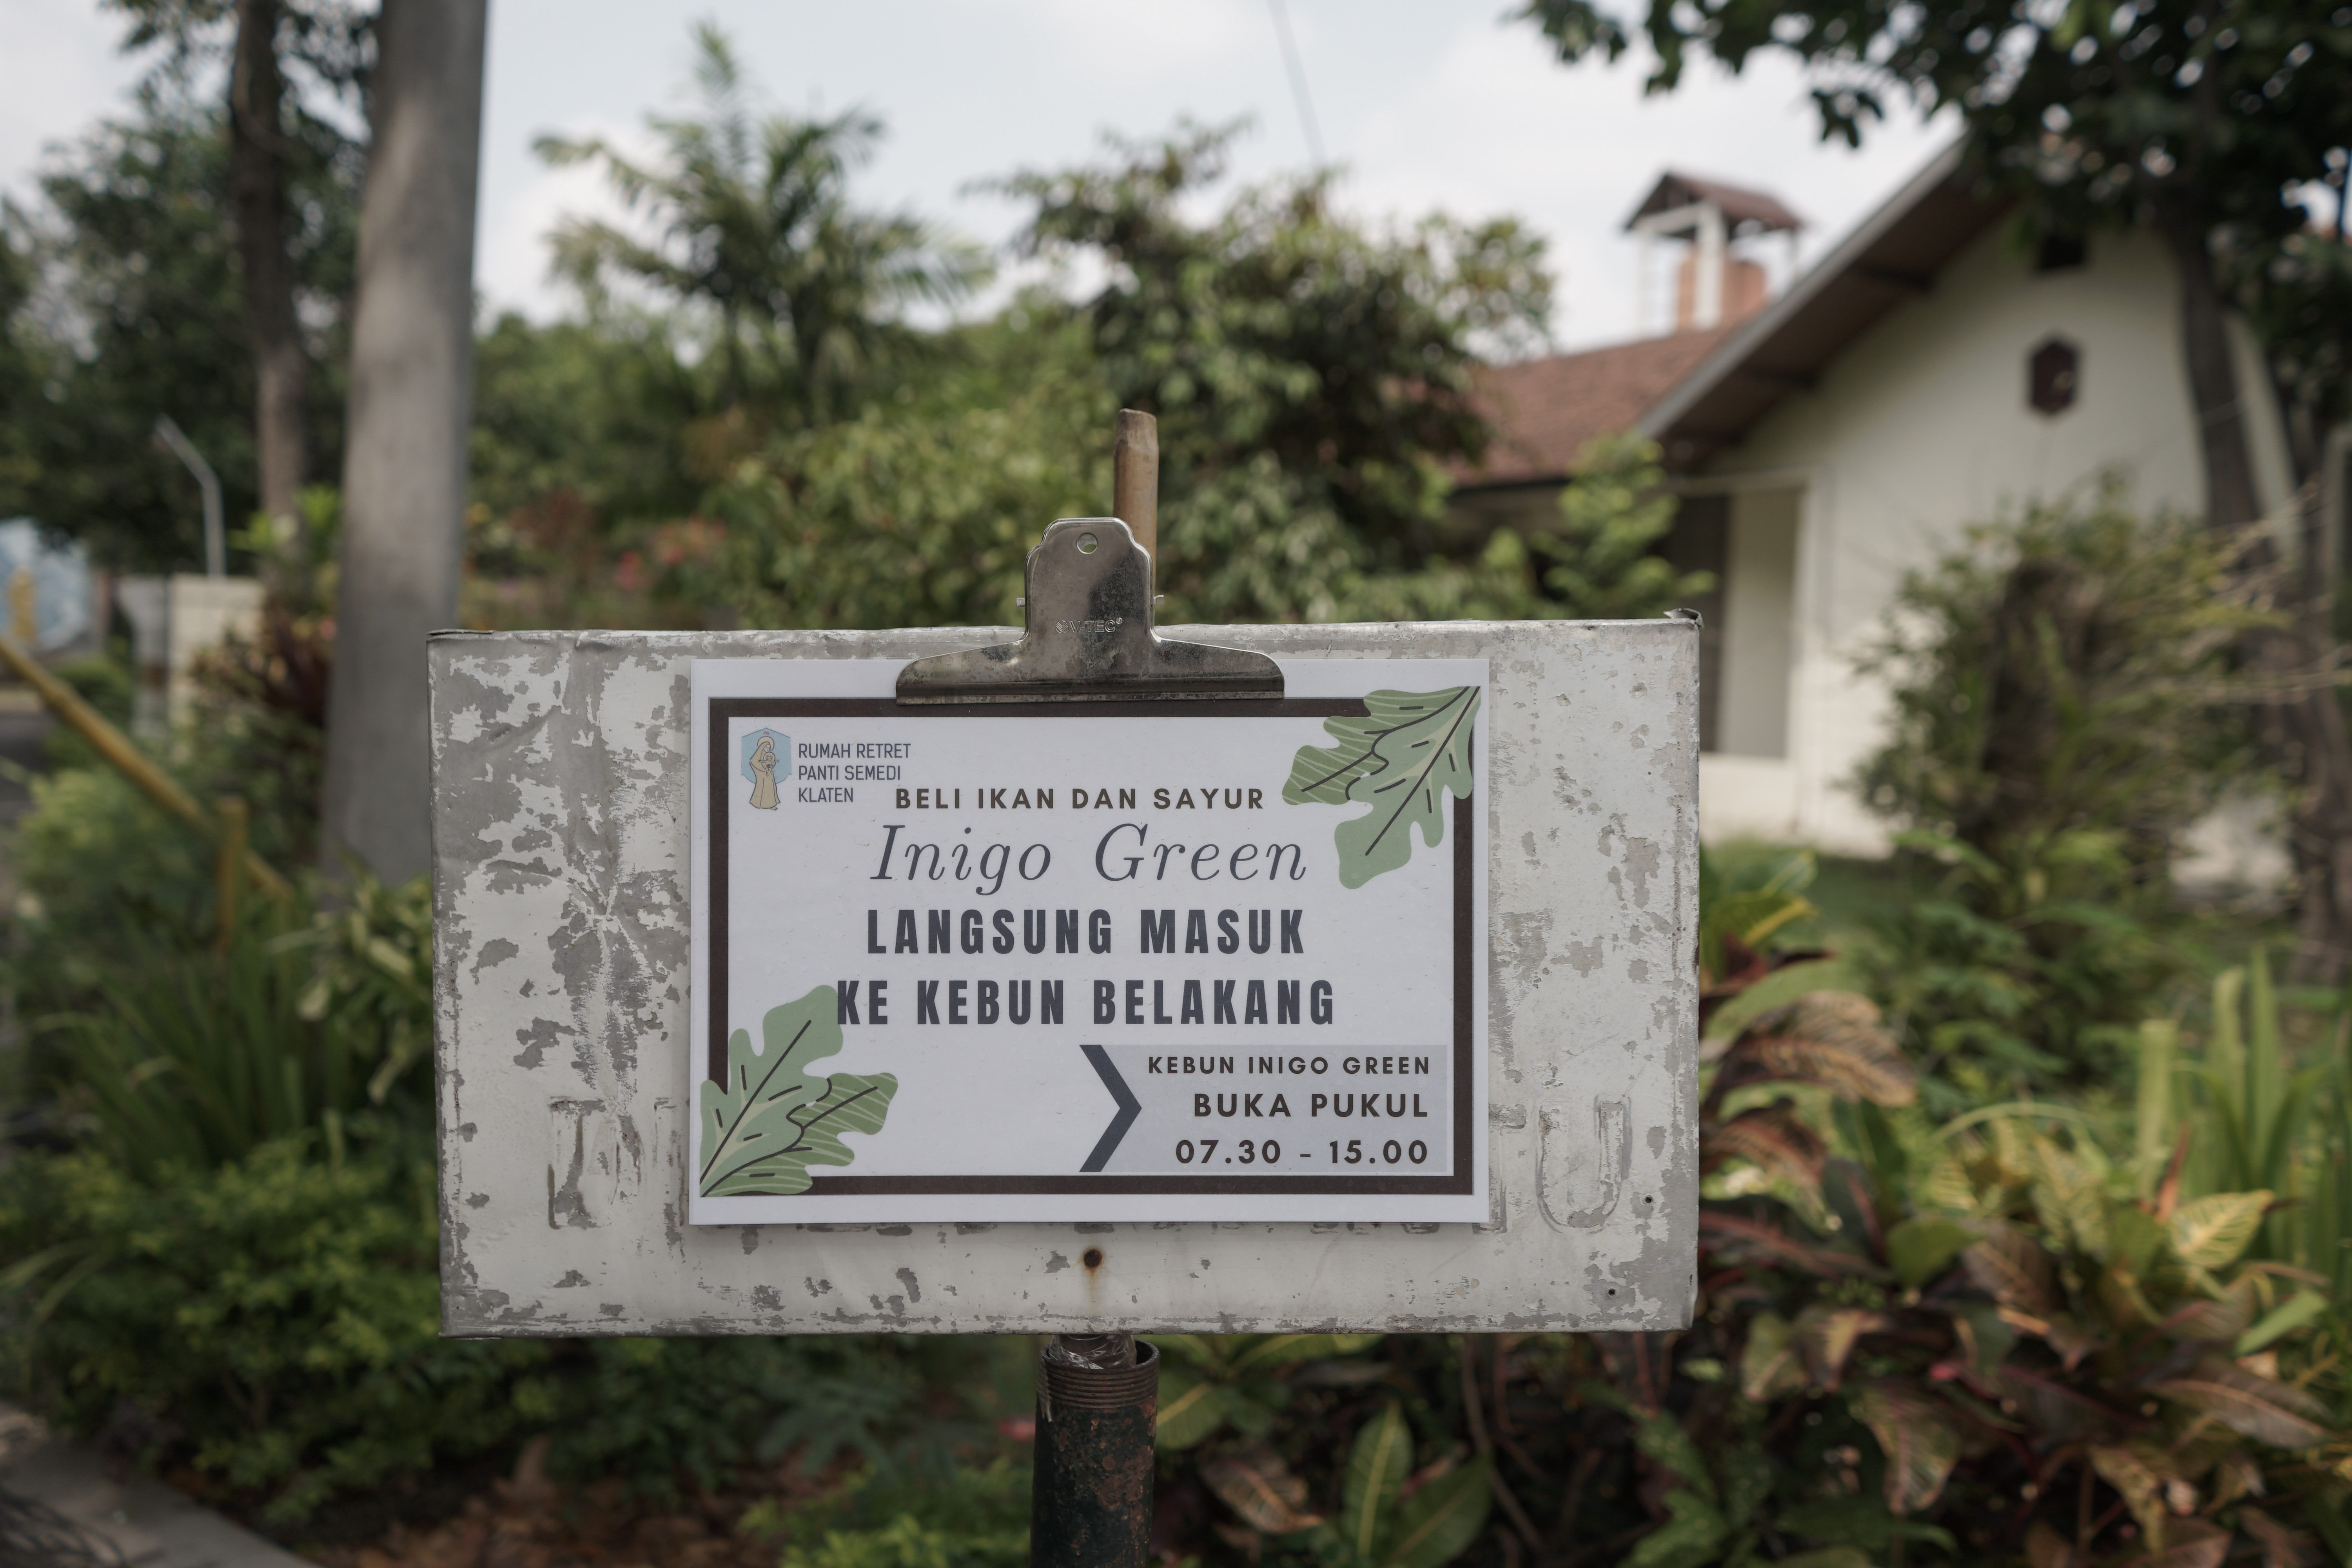 RUMAH RETRET
PANTI SEMEDI
KLATEN
BELI IKAN DAN SAYUR
Inigo Green
LANGSUNG MASUK
KE KEBUN BELAKANG
KEBUN INIGO GREEN
BUKA PUKUL
07.30 - 15.00